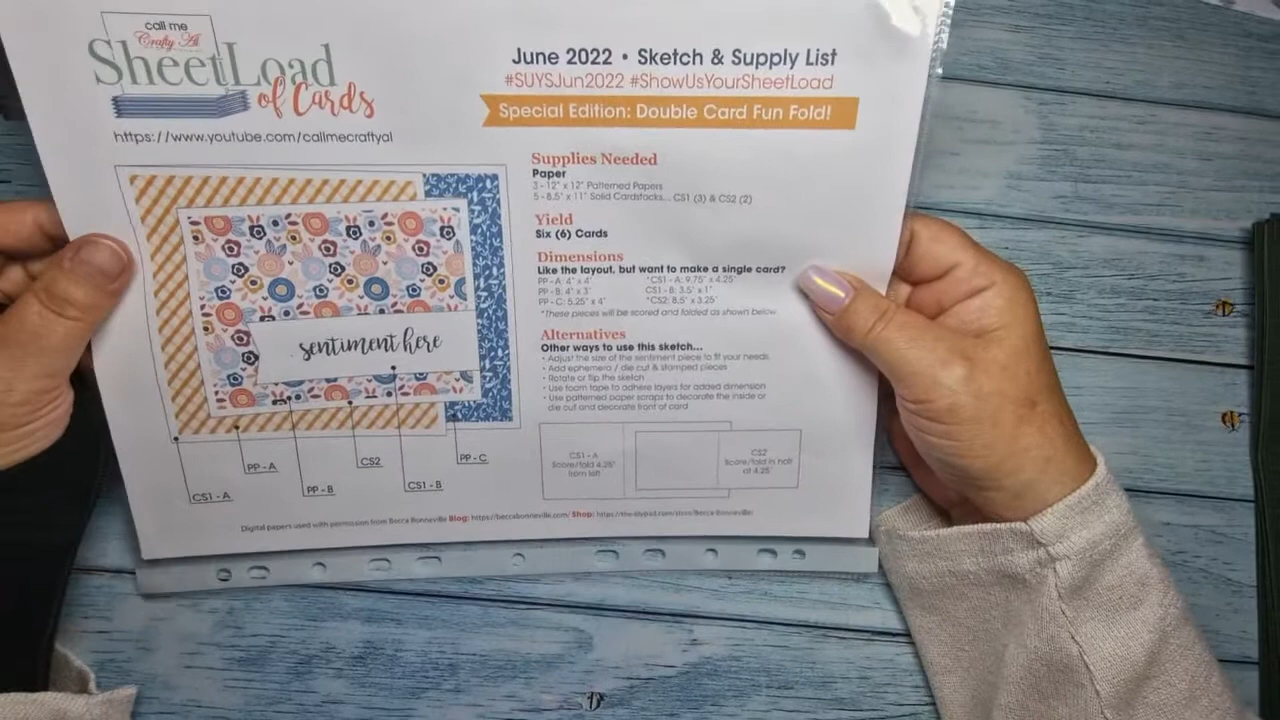 call me
Crafty Al
SheetLoad
of Cards
https://www.youtube.com/callmecraftyal
June 2022 • Sketch & Supply List
#SUYSJun2022 #ShowUsYourSheetLoad
Special Edition: Double Card Fun Fold!
Supplies Needed
Paper
3 - 12" x 12" Patterned Papers
5 - 8.5" x 11" Solid Cardstocks... CS1 (3) & CS2 (2)
Yield
Six (6) Cards
Dimensions
Like the layout, but want to make a single card?
PP - A: 4" x 4" *CS1 - A: 9.75" x 4.25"
PP - B: 4" x 3" CS1 - B: 3.5" x 1"
PP - C: 5.25" x 4" *CS2: 8.5" x 3.25"
*These pieces will be scored and folded as shown below
Alternatives
Other ways to use this sketch...
• Adjust the size of the sentiment piece to fit your needs
• Add ephemera / die cut & stamped pieces
• Rotate or flip the sketch
• Use foam tape to adhere layers for added dimension
• Use patterned paper scraps to decorate the inside or
die cut and decorate front of card
sentiment here
CS1 - A
PP - A
PP - B
CS2
CS1 - B
PP - C
CS1 - A
Score/fold 4.25"
from left
CS2
Score/fold in half
at 4.25"
Digital papers used with permission from Becca Bonneville Blog: https://beccabonneville.com/ Shop: https://the-lilypad.com/store/Becca-Bonneville/